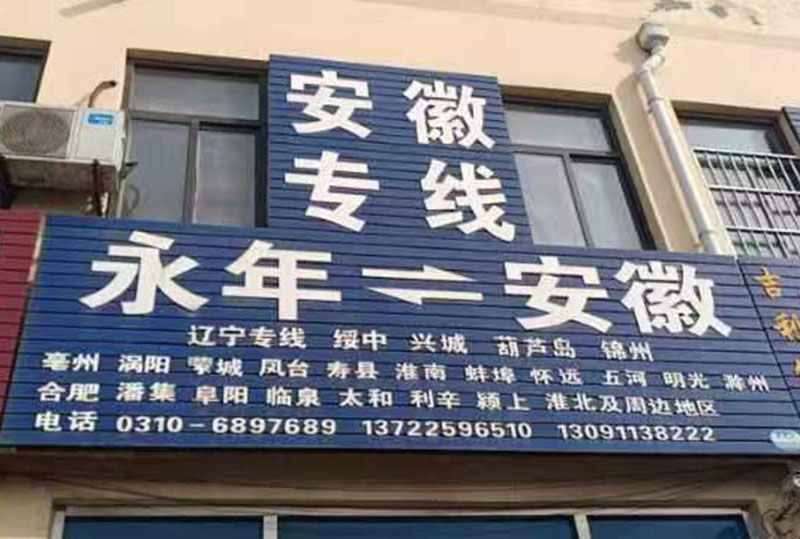 安徽
专线
永年⇌安徽
辽宁专线 绥中 兴城 葫芦岛 锦州
亳州 涡阳 蒙城 凤台 寿县 淮南 蚌埠 怀远 五河 明光 滁州
合肥 潘集 阜阳 临泉 太和 利辛 颍上 淮北及周边地区
电话 0310-6897689 13722596510 13091138222
吉
利